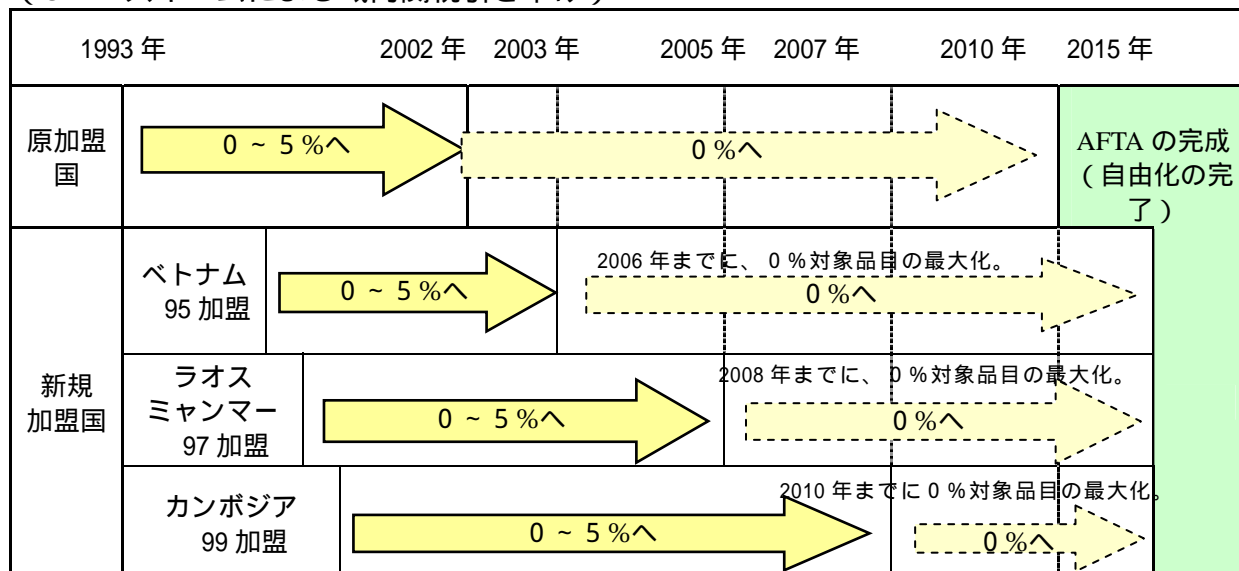 1993 年 2002 年 2003 年 2005 年 2007 年 2010 年 2015 年
原加盟
国
0 ~ 5 %へ
0 %へ
AFTA の完成
( 自由化の完
了 )
新規
加盟国
ベトナム
95 加盟
0 ~ 5 %へ
2006 年までに、 0 %対象品目の最大化。
0 %へ
ラオス
ミャンマー
97 加盟
0 ~ 5 %へ
2008 年までに、 0 %対象品目の最大化。
0 %へ
カンボジア
99 加盟
0 ~ 5 %へ
2010 年までに 0 %対象品目の最大化。
0 %へ